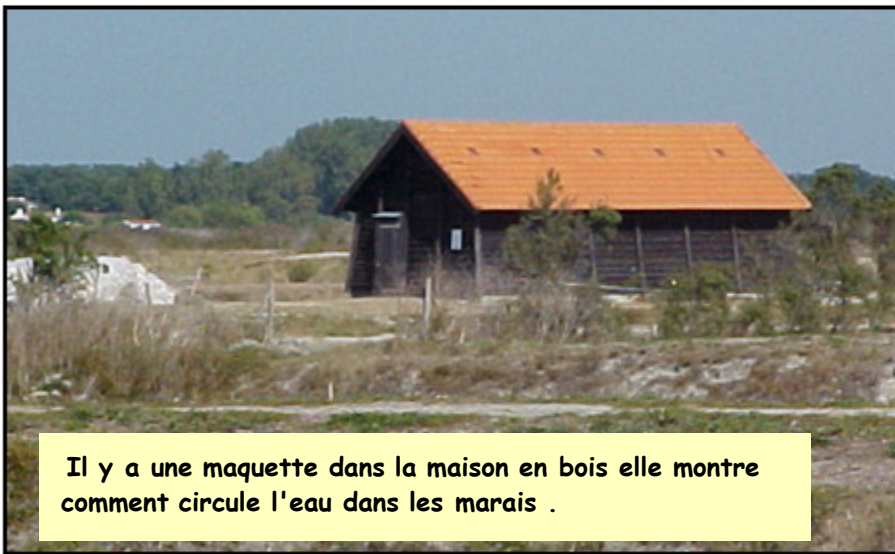 Il y a une maquette dans la maison en bois elle montre
comment circule l'eau dans les marais .